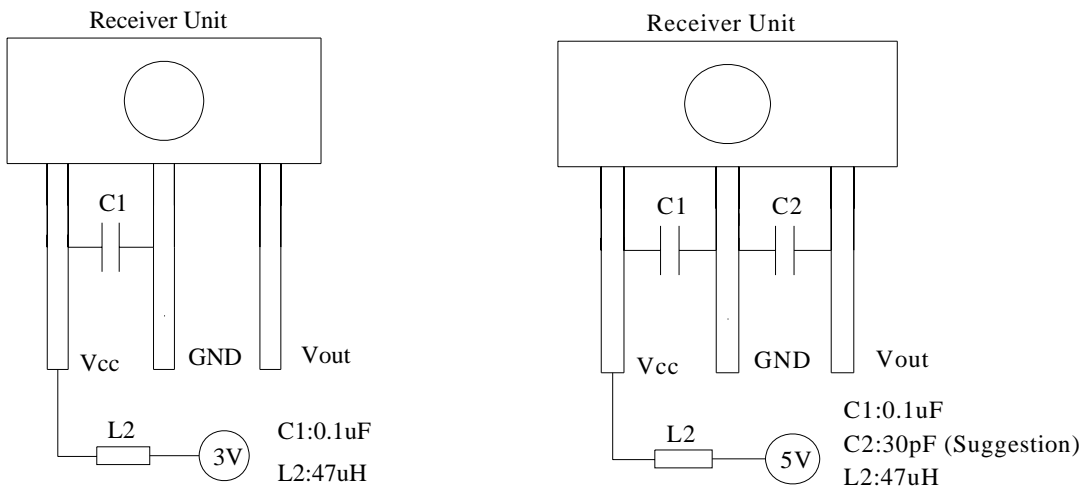 Receiver Unit
C1
Vcc
GND
Vout
L2
3V
C1:0.1uF
L2:47uH
Receiver Unit
C1
C2
Vcc
GND
Vout
L2
5V
C1:0.1uF
C2:30pF (Suggestion)
L2:47uH